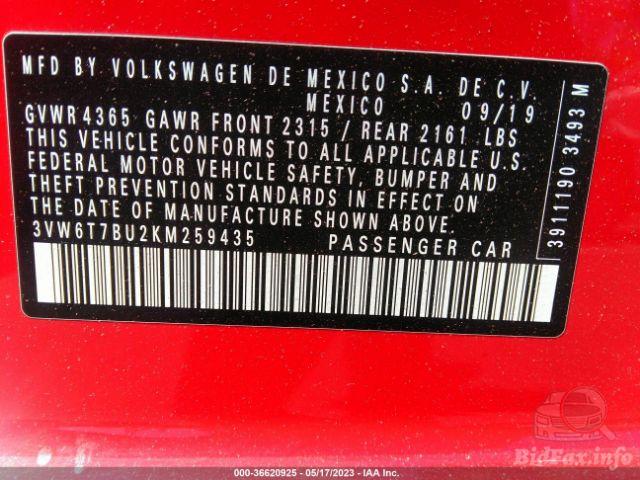 MFD BY VOLKSWAGEN DE MEXICO S.A. DE C.V.
MEXICO 09/19
GVWR 4365 GAWR FRONT 2315 / REAR 2161 LBS
THIS VEHICLE CONFORMS TO ALL APPLICABLE U.S.
FEDERAL MOTOR VEHICLE SAFETY, BUMPER AND
THEFT PREVENTION STANDARDS IN EFFECT ON
THE DATE OF MANUFACTURE SHOWN ABOVE.
3VW6T7BU2KM259435 PASSENGER CAR
3911190 3493 M
BidFax.info
000-36620925 - 05/17/2023 - IAA Inc.